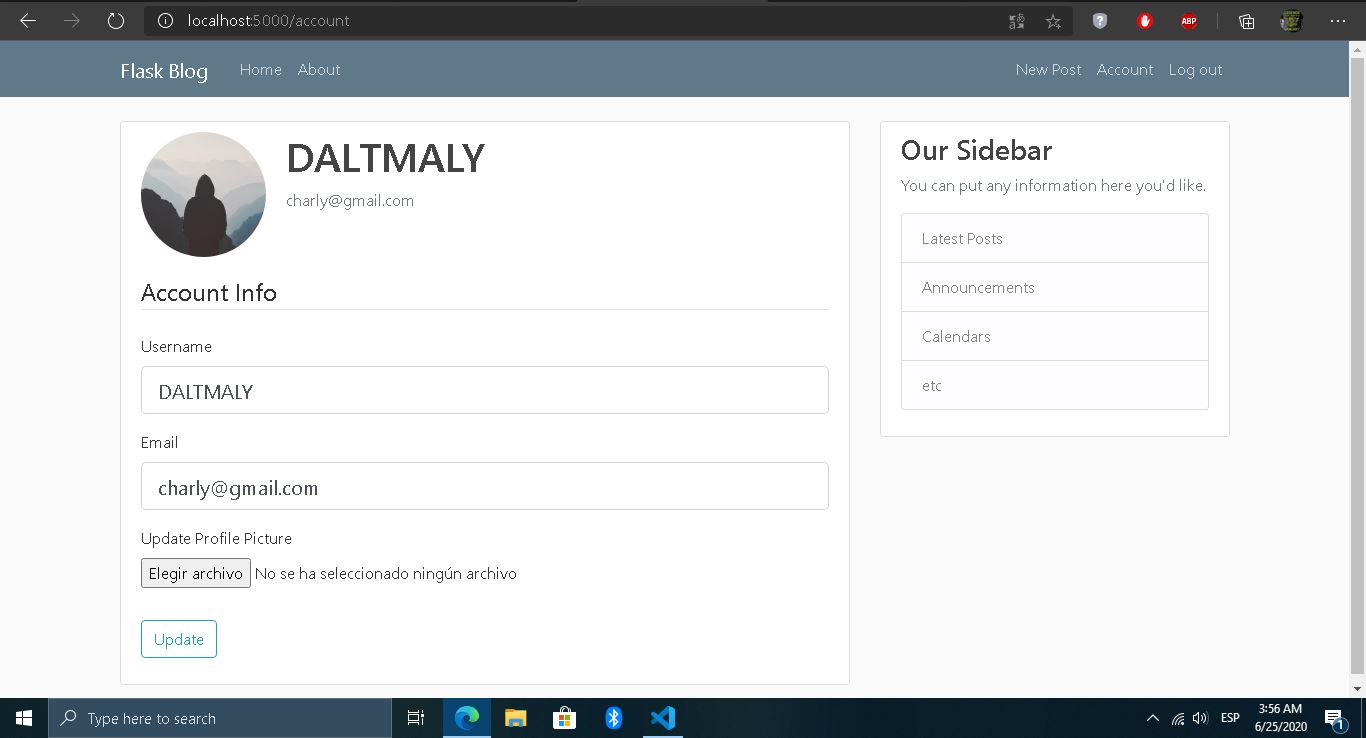 localhost:5000/account
ABP
Flask Blog Home About New Post Account Log out
DALTMALY
charly@gmail.com
Account Info
Username
DALTMALY
Email
charly@gmail.com
Update Profile Picture
Elegir archivo No se ha seleccionado ningún archivo
Update
Our Sidebar
You can put any information here you'd like.
Latest Posts
Announcements
Calendars
etc
Type here to search
ESP
3:56 AM
6/25/2020
1